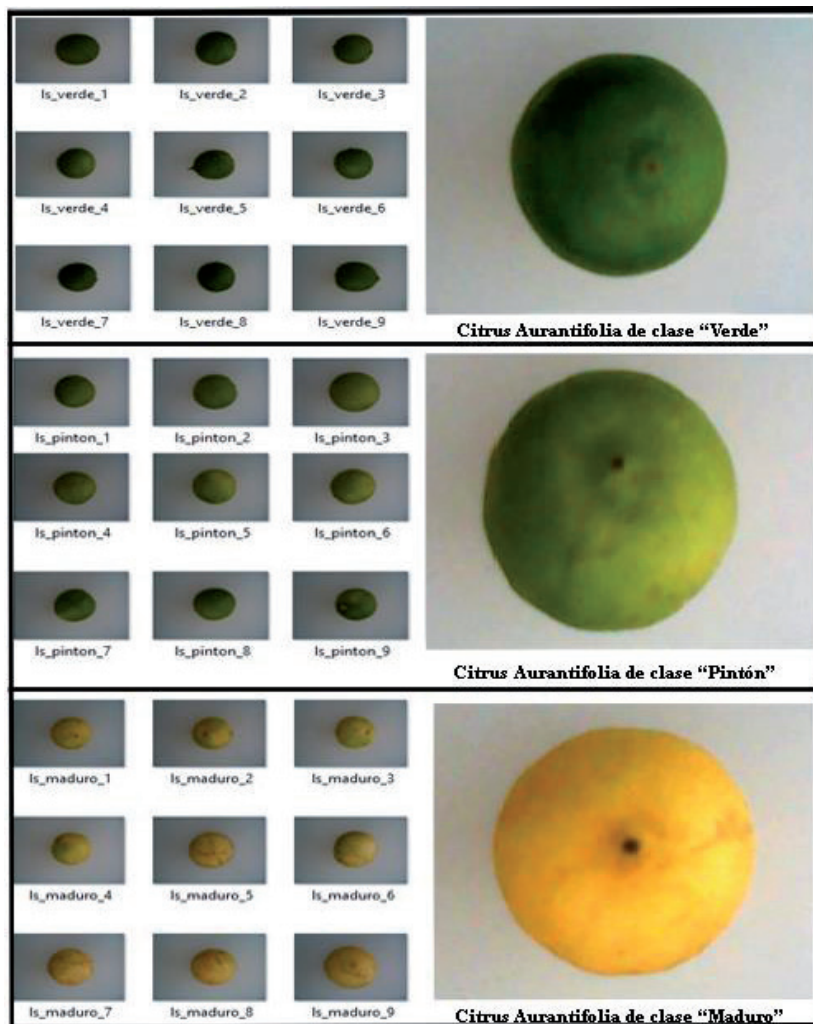 ls_verde_1 ls_verde_2 ls_verde_3
ls_verde_4 ls_verde_5 ls_verde_6
ls_verde_7 ls_verde_8 ls_verde_9
Citrus Aurantifolia de clase “Verde”
ls_pinton_1 ls_pinton_2 ls_pinton_3
ls_pinton_4 ls_pinton_5 ls_pinton_6
ls_pinton_7 ls_pinton_8 ls_pinton_9
Citrus Aurantifolia de clase “Pintón”
ls_maduro_1 ls_maduro_2 ls_maduro_3
ls_maduro_4 ls_maduro_5 ls_maduro_6
ls_maduro_7 ls_maduro_8 ls_maduro_9
Citrus Aurantifolia de clase “Maduro”